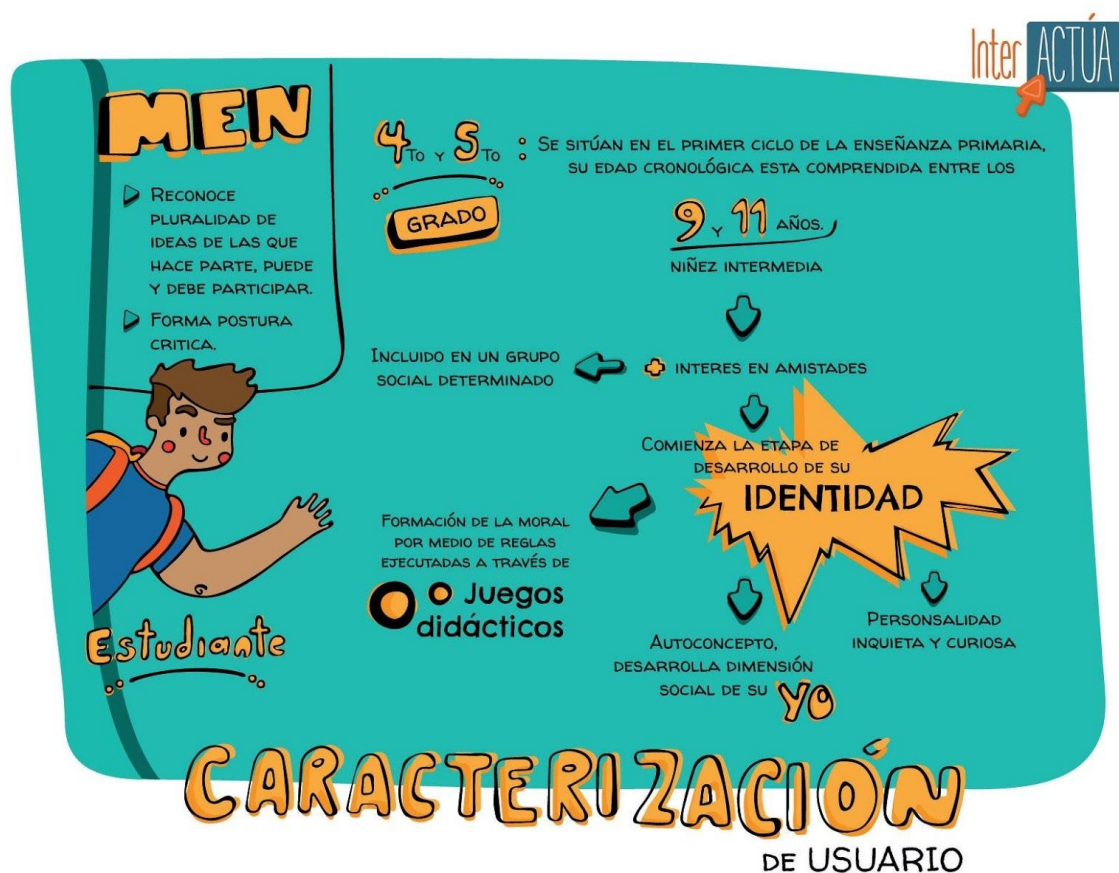 Inter ACTÚA
MEN
RECONOCE
PLURALIDAD DE
IDEAS DE LAS QUE
HACE PARTE, PUEDE
Y DEBE PARTICIPAR.
FORMA POSTURA
CRITICA.
Estudiante
4TO Y 5TO :
GRADO
SE SITÚAN EN EL PRIMER CICLO DE LA ENSEÑANZA PRIMARIA,
SU EDAD CRONOLÓGICA ESTA COMPRENDIDA ENTRE LOS
9 Y 11 AÑOS.
NIÑEZ INTERMEDIA
+ INTERES EN AMISTADES
INCLUIDO EN UN GRUPO
SOCIAL DETERMINADO
COMIENZA LA ETAPA DE
DESARROLLO DE SU
IDENTIDAD
FORMACIÓN DE LA MORAL
POR MEDIO DE REGLAS
EJECUTADAS A TRAVÉS DE
Juegos
didácticos
AUTOCONCEPTO,
DESARROLLA DIMENSIÓN
SOCIAL DE SU YO
PERSONSALIDAD
INQUIETA Y CURIOSA
CARACTERIZACIÓN
DE USUARIO